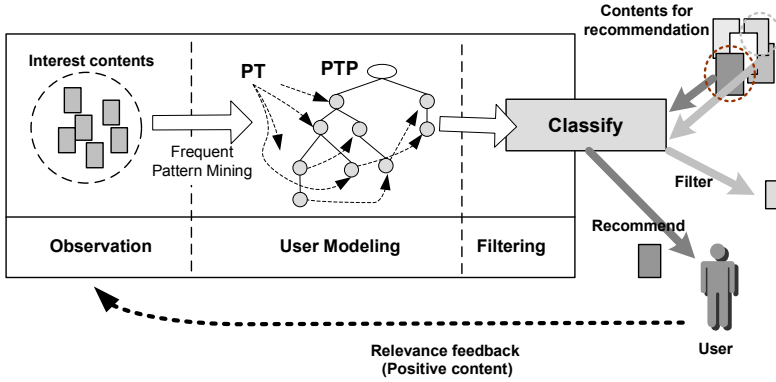 Contents for
recommendation
Interest contents
PT
PTP
Classify
Frequent
Pattern Mining
Filter
Recommend
Observation
User Modeling
Filtering
User
Relevance feedback
(Positive content)